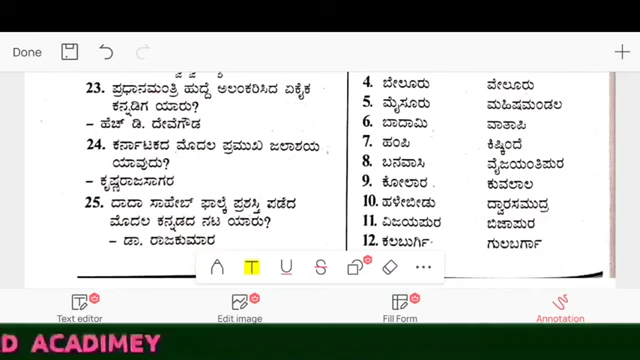 Done
23. ಪ್ರಧಾನಮಂತ್ರಿ ಹುದ್ದೆ ಅಲಂಕರಿಸಿದ ಏಕೈಕ
ಕನ್ನಡಿಗ ಯಾರು?
– ಹೆಚ್ ಡಿ. ದೇವೆಗೌಡ
24. ಕರ್ನಾಟಕದ ಮೊದಲ ಪ್ರಮುಖ ಜಲಾಶಯ
ಯಾವುದು?
– ಕೃಷ್ಣರಾಜಸಾಗರ
25. ದಾದಾ ಸಾಹೇಬ್ ಫಾಲ್ಕೆ ಪ್ರಶಸ್ತಿ ಪಡೆದ
ಮೊದಲ ಕನ್ನಡದ ನಟ ಯಾರು?
– ಡಾ. ರಾಜಕುಮಾರ
4. ಬೇಲೂರು ವೇಲೂರು
5. ಮೈಸೂರು ಮಹಿಷಮಂಡಲ
6. ಬಾದಾಮಿ ವಾತಾಪಿ
7. ಹಂಪಿ ಕಿಷ್ಕಿಂದೆ
8. ಬನವಾಸಿ ವೈಜಯಂತಿಪುರ
9. ಕೋಲಾರ ಕುವಲಾಲ
10. ಹಳೇಬೀಡು ದ್ವಾರಸಮುದ್ರ
11. ವಿಜಯಪುರ ಬಿಜಾಪುರ
12. ಕಲಬುರ್ಗಿ ಗುಲಬರ್ಗಾ
Text editor
Edit image
Fill Form
Annotation
D ACADIMEY